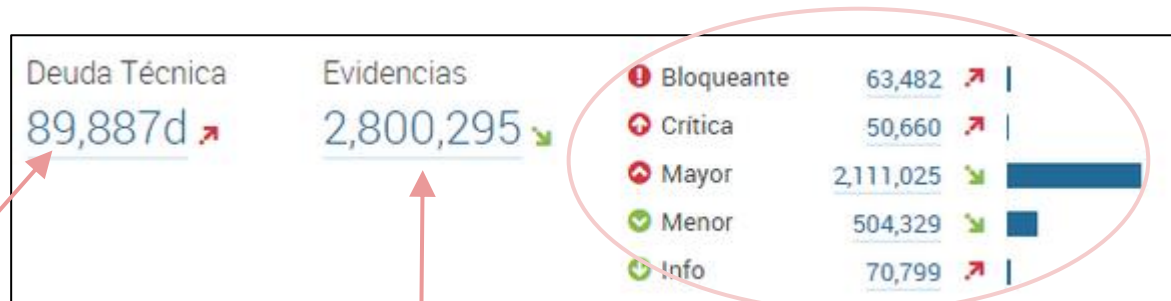 Deuda Técnica
89,887d
Evidencias
2,800,295
Bloqueante 63,482
Crítica 50,660
Mayor 2,111,025
Menor 504,329
Info 70,799